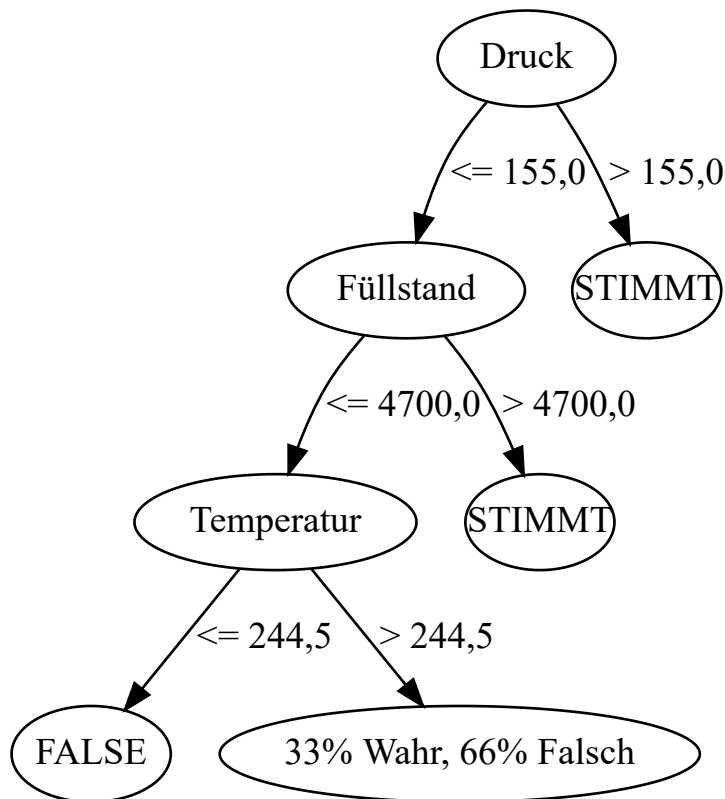 Druck
<= 155,0 > 155,0
Füllstand STIMMT
<= 4700,0 > 4700,0
Temperatur STIMMT
<= 244,5 > 244,5
FALSE 33% Wahr, 66% Falsch